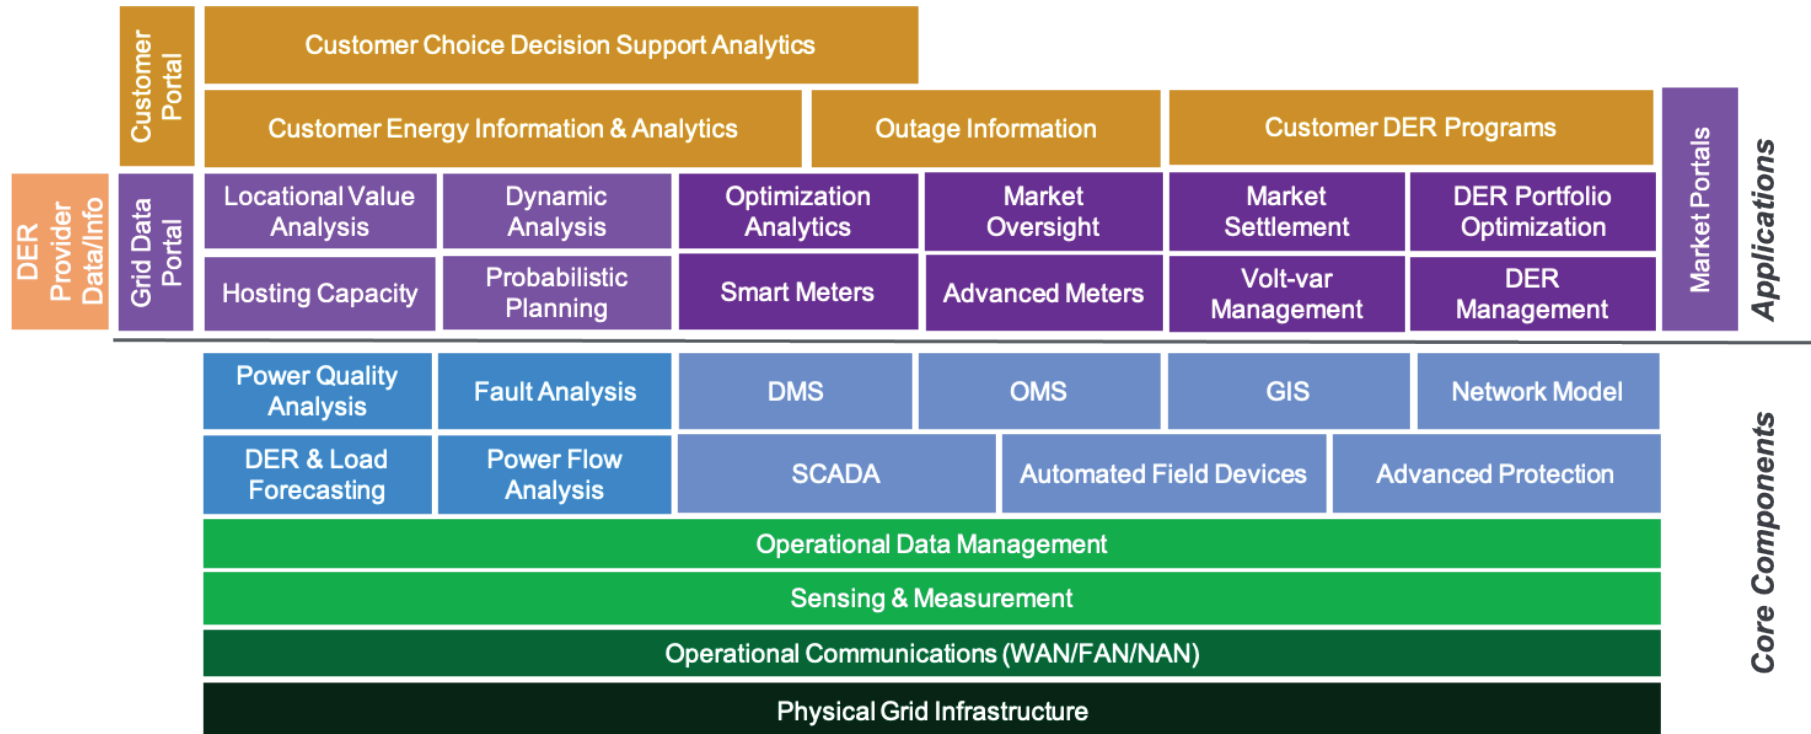 Customer
Portal
Customer Choice Decision Support Analytics
Customer Energy Information & Analytics
Outage Information
Customer DER Programs
Market Portals
Applications
DER
Provider
Data/Info
Grid Data
Portal
Locational Value
Analysis
Dynamic
Analysis
Optimization
Analytics
Market
Oversight
Market
Settlement
DER Portfolio
Optimization
Hosting Capacity
Probabilistic
Planning
Smart Meters
Advanced Meters
Volt-var
Management
DER
Management
Power Quality
Analysis
Fault Analysis
DMS
OMS
GIS
Network Model
DER & Load
Forecasting
Power Flow
Analysis
SCADA
Automated Field Devices
Advanced Protection
Core Components
Operational Data Management
Sensing & Measurement
Operational Communications (WAN/FAN/NAN)
Physical Grid Infrastructure